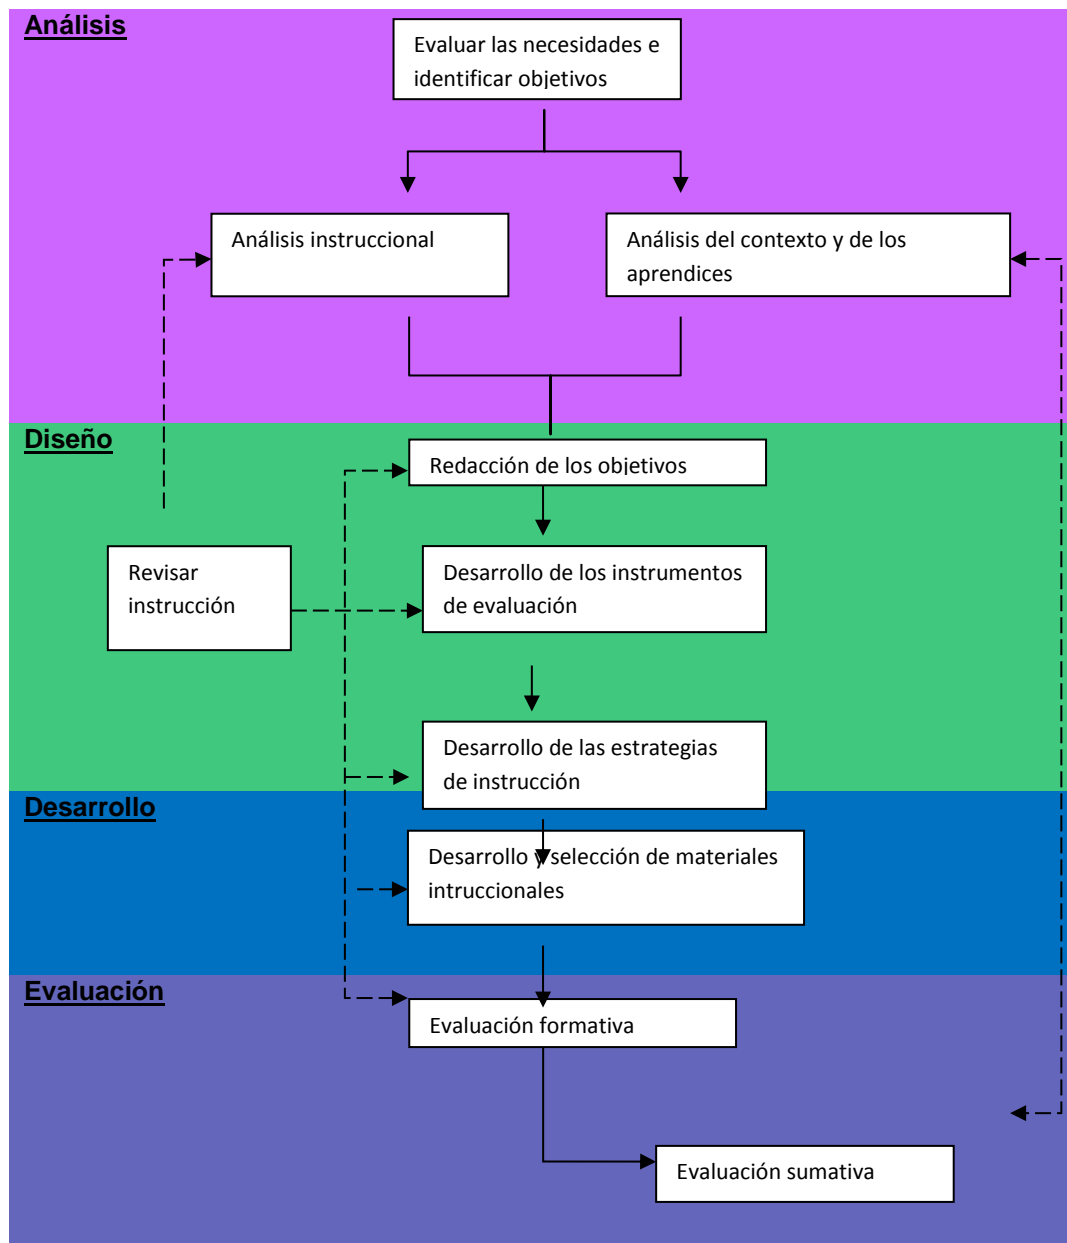 Análisis
Evaluar las necesidades e
identificar objetivos
Análisis instruccional
Análisis del contexto y de los
aprendices
Diseño
Redacción de los objetivos
Revisar
instrucción
Desarrollo de los instrumentos
de evaluación
Desarrollo de las estrategias
de instrucción
Desarrollo
Desarrollo y selección de materiales
intruccionales
Evaluación
Evaluación formativa
Evaluación sumativa